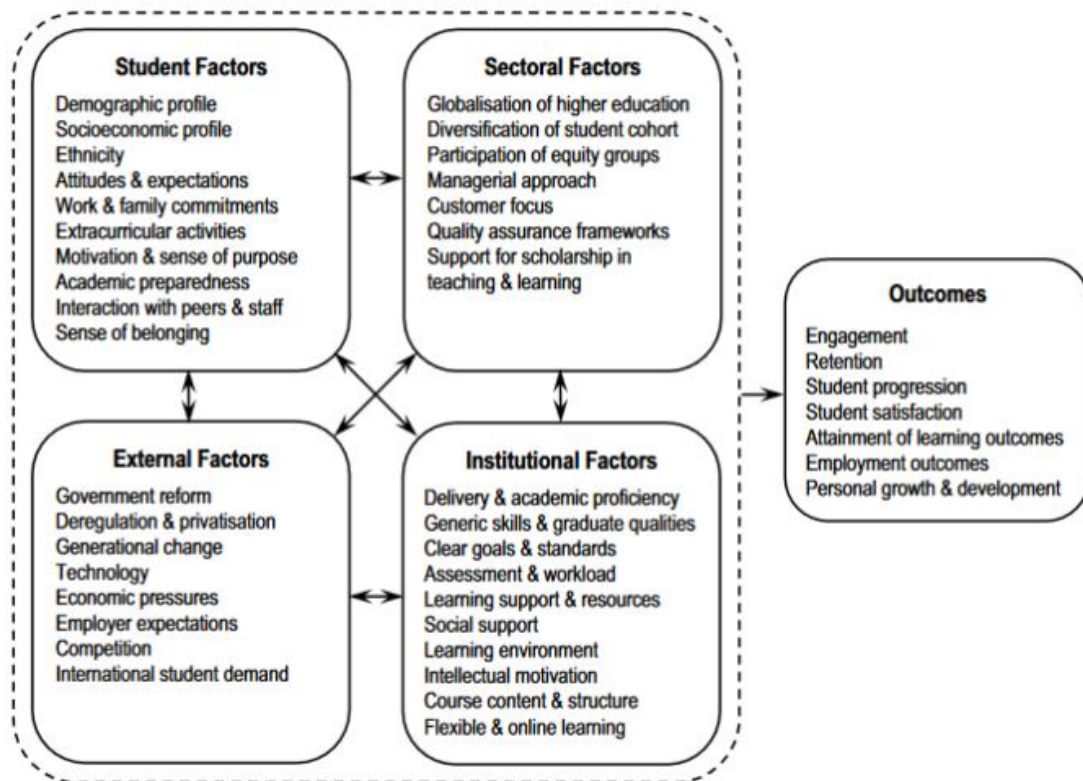 Student Factors
Demographic profile
Socioeconomic profile
Ethnicity
Attitudes & expectations
Work & family commitments
Extracurricular activities
Motivation & sense of purpose
Academic preparedness
Interaction with peers & staff
Sense of belonging
Sectoral Factors
Globalisation of higher education
Diversification of student cohort
Participation of equity groups
Managerial approach
Customer focus
Quality assurance frameworks
Support for scholarship in
teaching & learning
External Factors
Government reform
Deregulation & privatisation
Generational change
Technology
Economic pressures
Employer expectations
Competition
International student demand
Institutional Factors
Delivery & academic proficiency
Generic skills & graduate qualities
Clear goals & standards
Assessment & workload
Learning support & resources
Social support
Learning environment
Intellectual motivation
Course content & structure
Flexible & online learning
Outcomes
Engagement
Retention
Student progression
Student satisfaction
Attainment of learning outcomes
Employment outcomes
Personal growth & development